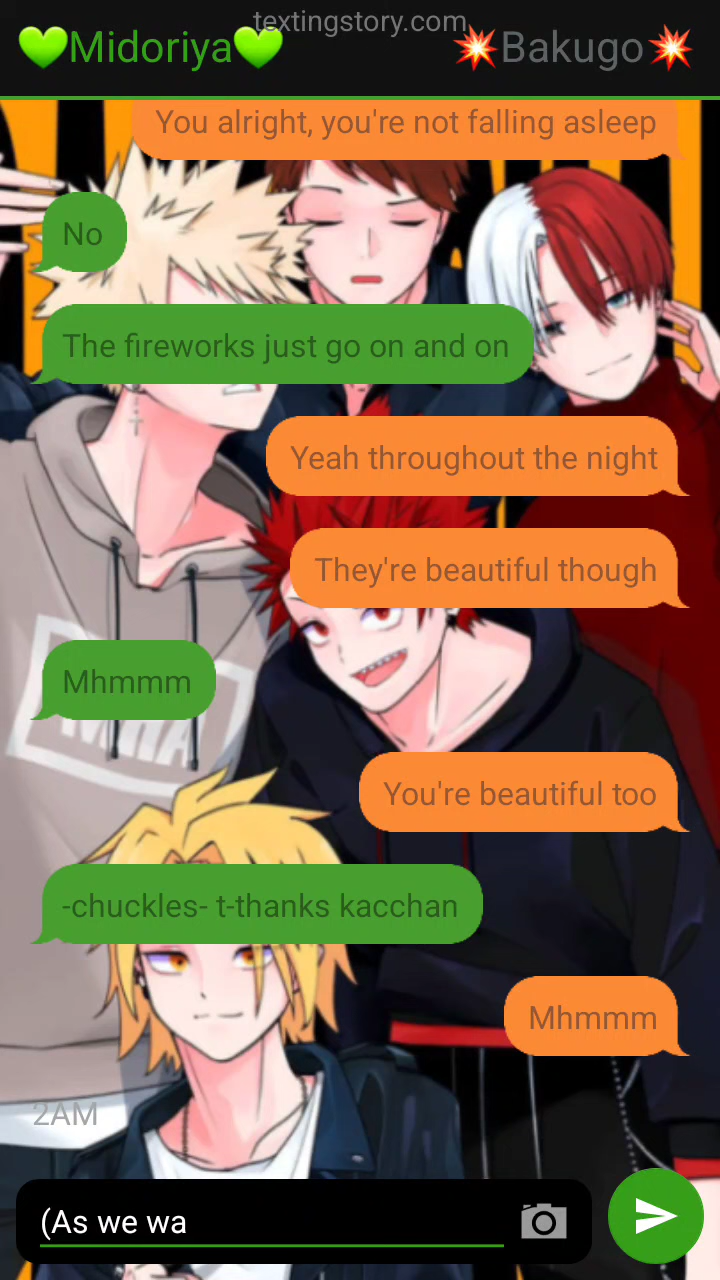 textingstory.com
💚Midoriya💚
💥Bakugo💥
You alright, you're not falling asleep
No
The fireworks just go on and on
Yeah throughout the night
They're beautiful though
Mhmmm
You're beautiful too
-chuckles- t-thanks kacchan
Mhmmm
2AM
(As we wa